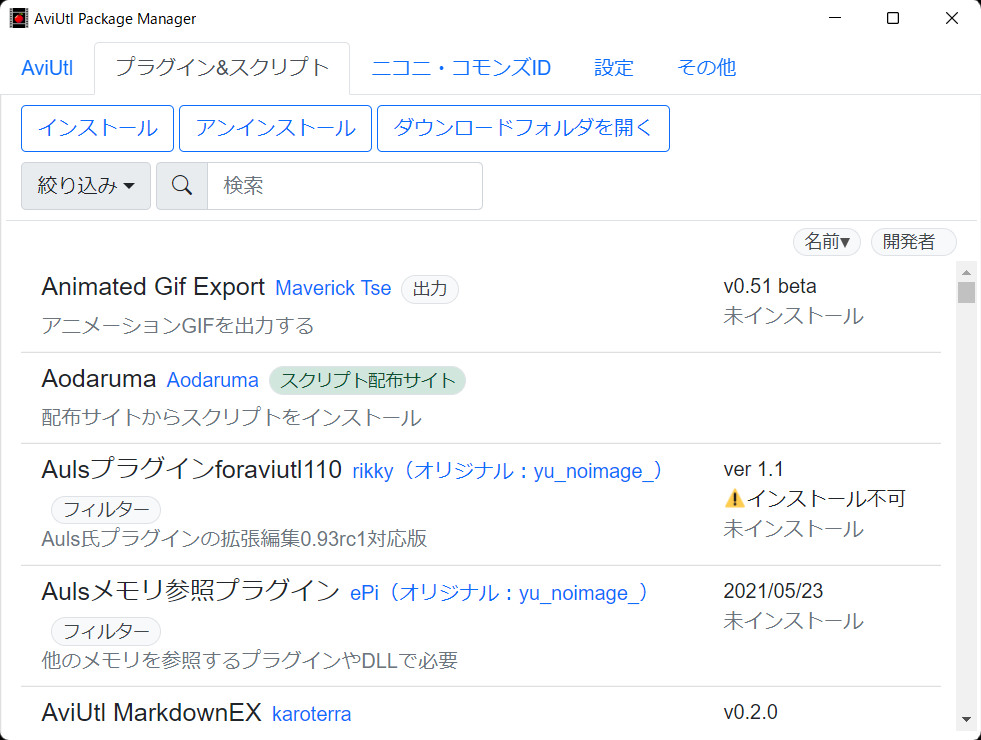 AviUtl Package Manager
AviUtl プラグイン&スクリプト ニコニ・コモンズID 設定 その他
インストール アンインストール ダウンロードフォルダを開く
絞り込み 検索
名前▼ 開発者
Animated Gif Export Maverick Tse 出力 v0.51 beta
アニメーションGIFを出力する 未インストール
Aodaruma Aodaruma スクリプト配布サイト
配布サイトからスクリプトをインストール
Aulsプラグインforaviutl110 rikky（オリジナル：yu_noimage_） ver 1.1
フィルター ⚠インストール不可
Auls氏プラグインの拡張編集0.93rc1対応版 未インストール
Aulsメモリ参照プラグイン ePi（オリジナル：yu_noimage_） 2021/05/23
フィルター 未インストール
他のメモリを参照するプラグインやDLLで必要
AviUtl MarkdownEX karoterra v0.2.0